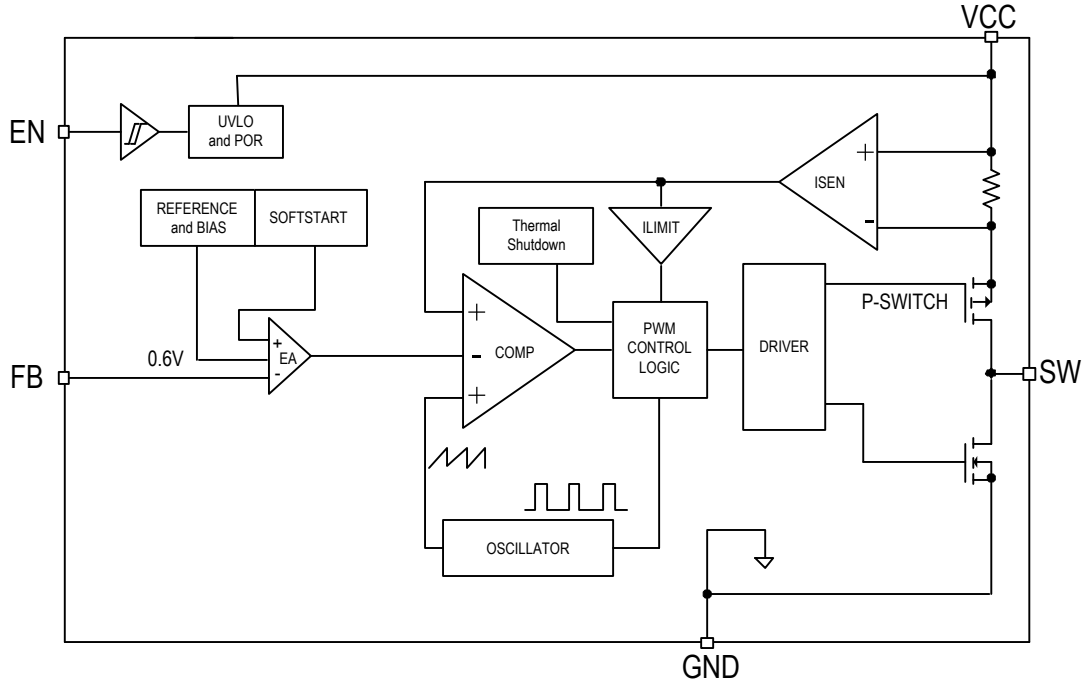 VCC
EN
UVLO
and POR
+
ISEN
-
REFERENCE
and BIAS
SOFTSTART
Thermal
Shutdown
ILIMIT
P-SWITCH
+
COMP
-
+
PWM
CONTROL
LOGIC
DRIVER
0.6V
+
EA
-
FB
SW
OSCILLATOR
GND